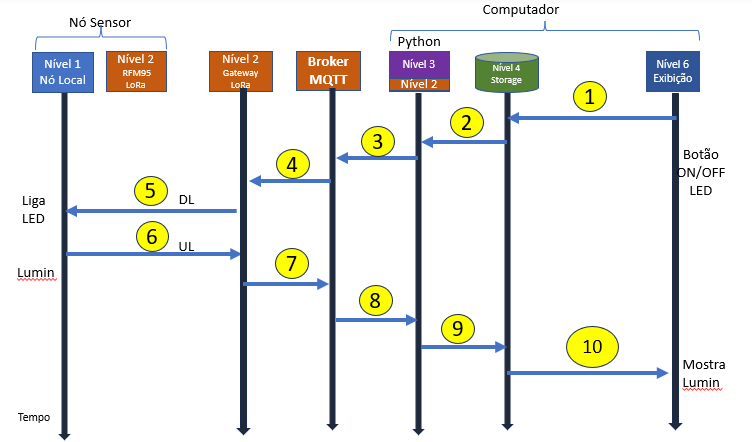 Computador
Nó Sensor
Python
Nível 1
Nó Local
Nível 2
RFM95
LoRa
Nível 2
Gateway
LoRa
Broker
MQTT
Nível 3
Nível 2
Nível 4
Storage
Nível 6
Exibição
1
2
3
4
5
DL
6
UL
7
8
9
10
Botão
ON/OFF
LED
Liga
LED
Lumin
Mostra
Lumin
Tempo